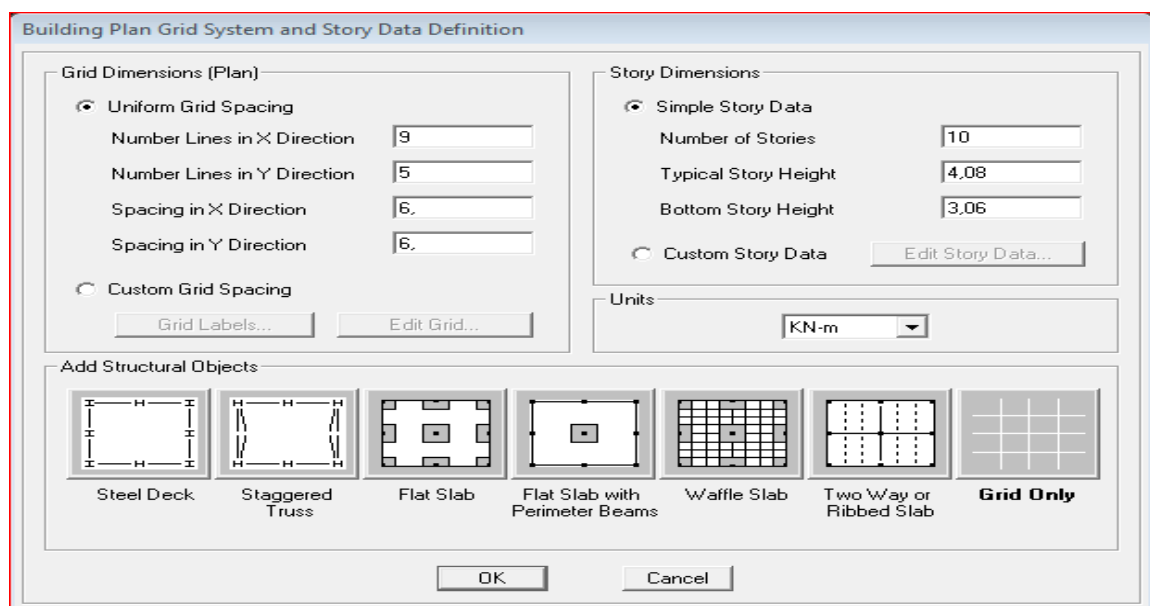 Building Plan Grid System and Story Data Definition
Grid Dimensions (Plan)
Uniform Grid Spacing
Number Lines in X Direction 9
Number Lines in Y Direction 5
Spacing in X Direction 6,
Spacing in Y Direction 6,
Custom Grid Spacing
Grid Labels... Edit Grid...
Story Dimensions
Simple Story Data
Number of Stories 10
Typical Story Height 4,08
Bottom Story Height 3,06
Custom Story Data Edit Story Data...
Units
KN-m
Add Structural Objects
Steel Deck
Staggered
Truss
Flat Slab
Flat Slab with
Perimeter Beams
Waffle Slab
Two Way or
Ribbed Slab
Grid Only
OK Cancel